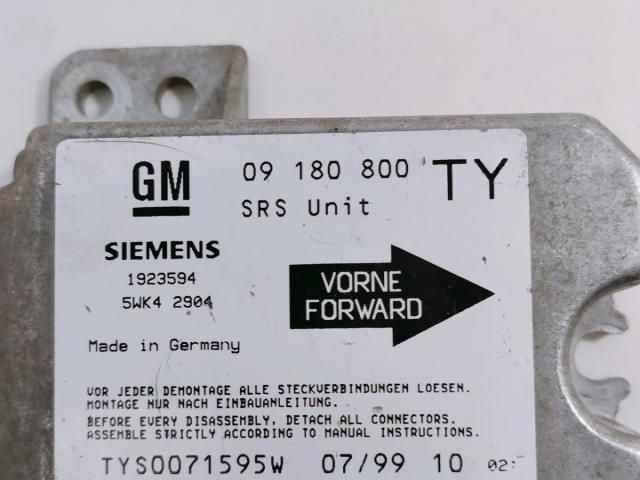 GM 09 180 800 TY
SRS Unit
SIEMENS
1923594
5WK4 2904
VORNE
FORWARD
Made in Germany
VOR JEDER DEMONTAGE ALLE STECKVERBINDUNGEN LOESEN.
MONTAGE NUR NACH EINBAUANLEITUNG.
BEFORE EVERY DISASSEMBLY, DETACH ALL CONNECTORS.
ASSEMBLE STRICTLY ACCORDING TO MANUAL INSTRUCTIONS.
TYS0071595W 07/99 10